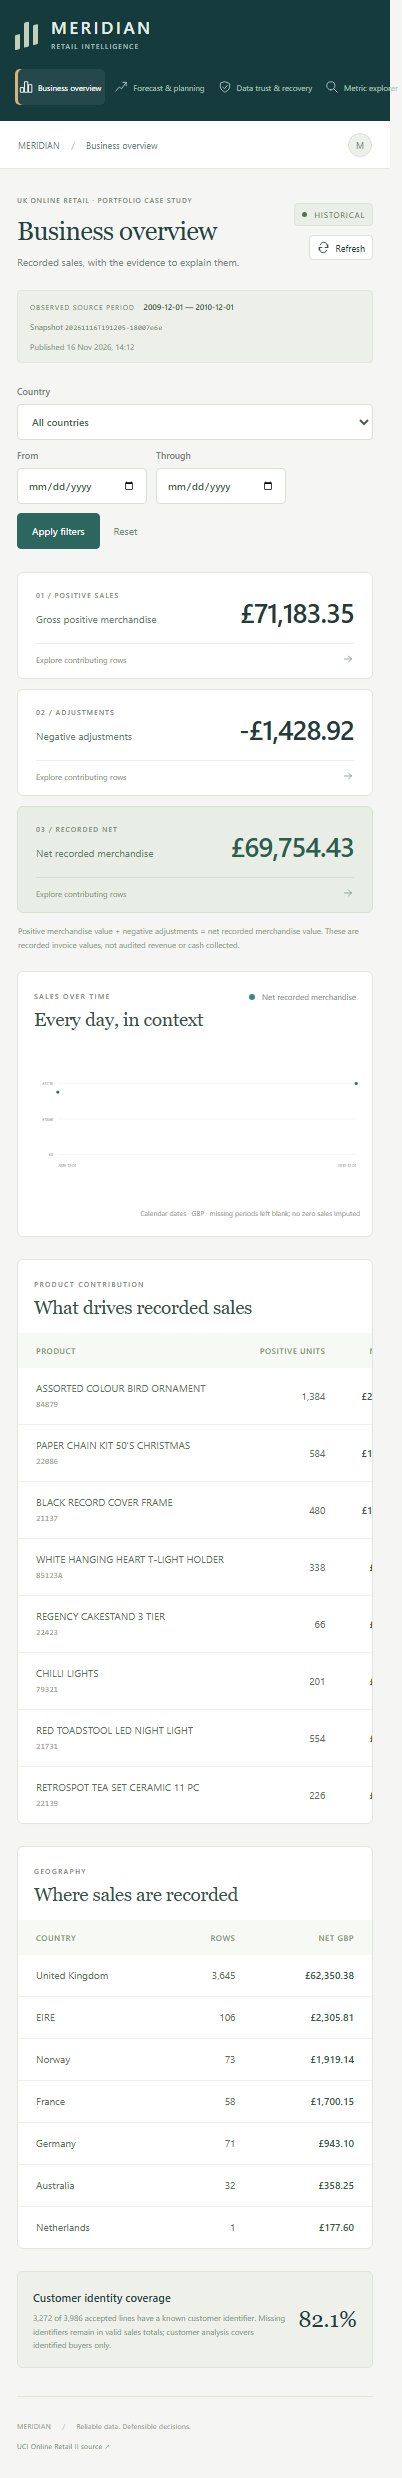 MERIDIAN
RETAIL INTELLIGENCE
Business overview
Forecast & planning
Data trust & recovery
Metric explorer
MERIDIAN / Business overview
M
UK ONLINE RETAIL · PORTFOLIO CASE STUDY
Business overview
Recorded sales, with the evidence to explain them.
HISTORICAL
Refresh
OBSERVED SOURCE PERIOD 2009-12-01 — 2010-12-01
Snapshot 20261116T191205-18007e6e
Published 16 Nov 2026, 14:12
Country
All countries
From
Through
mm/dd/yyyy
mm/dd/yyyy
Apply filters
Reset
01 / POSITIVE SALES
Gross positive merchandise
£71,183.35
Explore contributing rows →
02 / ADJUSTMENTS
Negative adjustments
-£1,428.92
Explore contributing rows →
03 / RECORDED NET
Net recorded merchandise
£69,754.43
Explore contributing rows →
Positive merchandise value + negative adjustments = net recorded merchandise value. These are
recorded invoice values, not audited revenue or cash collected.
SALES OVER TIME
Every day, in context
Net recorded merchandise
Calendar dates · GBP · missing periods left blank; no zero sales imputed
PRODUCT CONTRIBUTION
What drives recorded sales
PRODUCT POSITIVE UNITS
ASSORTED COLOUR BIRD ORNAMENT
84879
1,384 £2
PAPER CHAIN KIT 50'S CHRISTMAS
22086
584 £1
BLACK RECORD COVER FRAME
21137
480 £1
WHITE HANGING HEART T-LIGHT HOLDER
85123A
338
REGENCY CAKESTAND 3 TIER
22423
66
CHILLI LIGHTS
79321
201
RED TOADSTOOL LED NIGHT LIGHT
21731
554
RETROSPOT TEA SET CERAMIC 11 PC
22139
226
GEOGRAPHY
Where sales are recorded
COUNTRY ROWS NET GBP
United Kingdom 3,645 £62,350.38
EIRE 106 £2,305.81
Norway 73 £1,919.14
France 58 £1,700.15
Germany 71 £943.10
Australia 32 £358.25
Netherlands 1 £177.60
Customer identity coverage
3,272 of 3,986 accepted lines have a known customer identifier. Missing
identifiers remain in valid sales totals; customer analysis covers
identified buyers only.
82.1%
MERIDIAN / Reliable data. Defensible decisions.
UCI Online Retail II source ↗